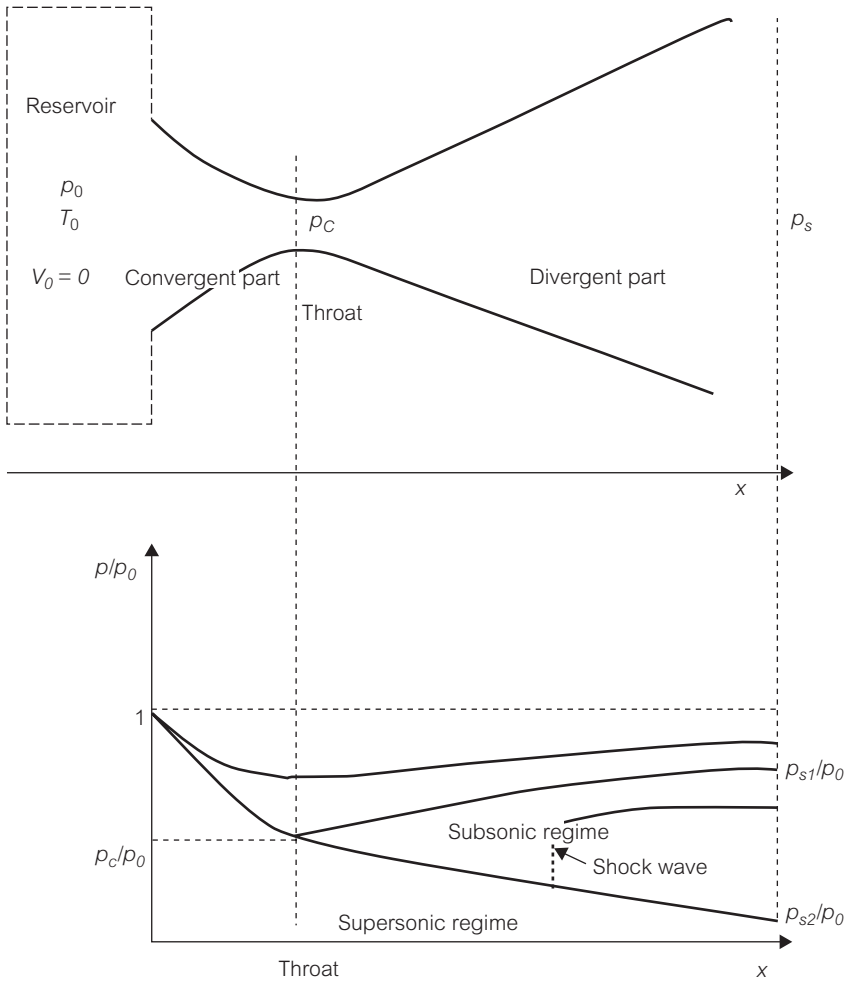 Reservoir
p0
T0
pC
ps
V0 = 0
Convergent part
Divergent part
Throat
x
p/p0
1
ps1/p0
Subsonic regime
pc/p0
Shock wave
ps2/p0
Supersonic regime
Throat
x